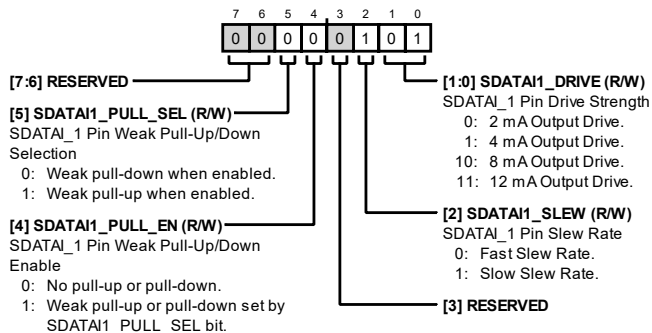 7 6 5 4 3 2 1 0
0 0 0 0 0 1 0 1
[7:6] RESERVED
[5] SDATAI1_PULL_SEL (R/W)
SDATAI_1 Pin Weak Pull-Up/Down
Selection
0: Weak pull-down when enabled.
1: Weak pull-up when enabled.
[4] SDATAI1_PULL_EN (R/W)
SDATAI_1 Pin Weak Pull-Up/Down
Enable
0: No pull-up or pull-down.
1: Weak pull-up or pull-down set by
SDATAI1_PULL_SEL bit.
[1:0] SDATAI1_DRIVE (R/W)
SDATAI_1 Pin Drive Strength
0: 2 mA Output Drive.
1: 4 mA Output Drive.
10: 8 mA Output Drive.
11: 12 mA Output Drive.
[2] SDATAI1_SLEW (R/W)
SDATAI_1 Pin Slew Rate
0: Fast Slew Rate.
1: Slow Slew Rate.
[3] RESERVED